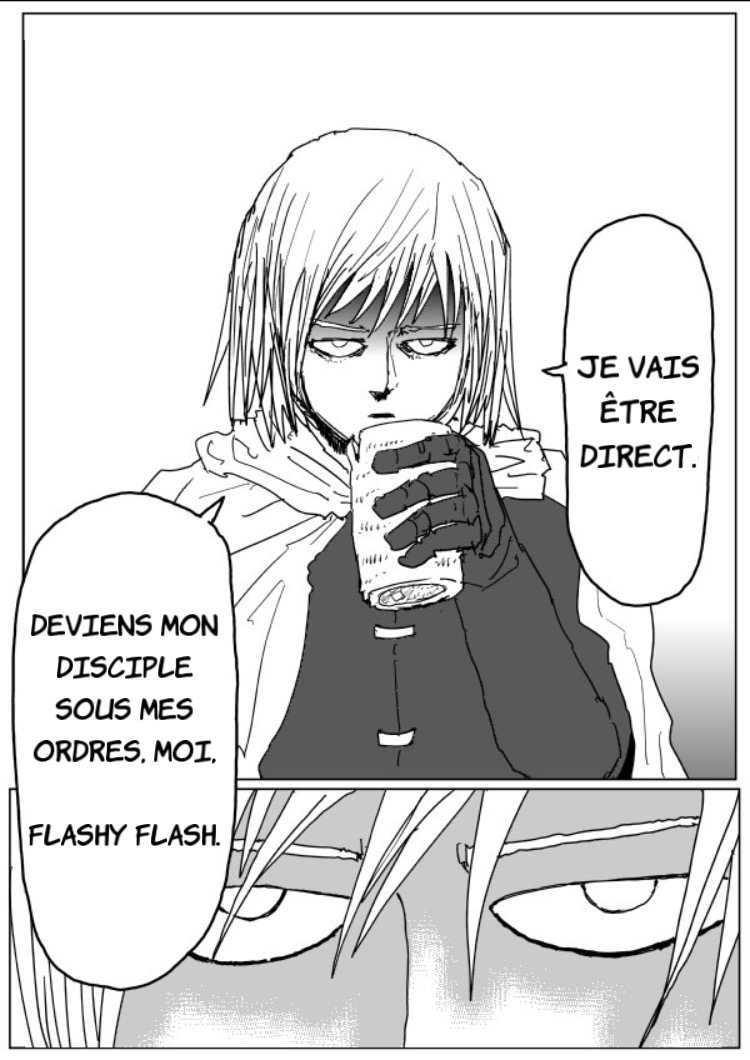 JE VAIS
ÊTRE
DIRECT.
DEVIENS MON
DISCIPLE
SOUS MES
ORDRES, MOI,
FLASHY FLASH.